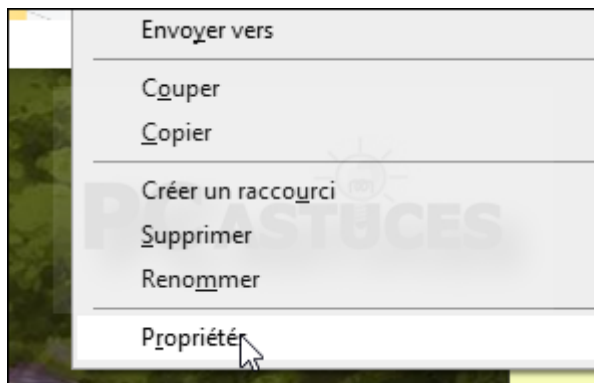 Envoyer vers
Couper
Copier
Créer un raccourci
Supprimer
Renommer
Propriétés
PC ASTUCES